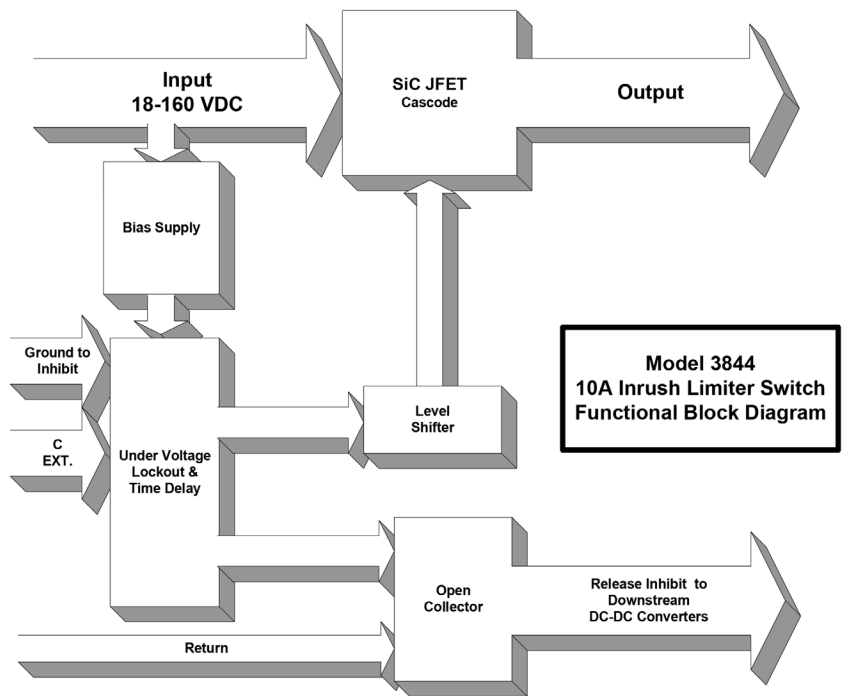 Input
18-160 VDC
SiC JFET
Cascode
Output
Bias Supply
Ground to
Inhibit
C
EXT.
Under Voltage
Lockout &
Time Delay
Level
Shifter
Model 3844
10A Inrush Limiter Switch
Functional Block Diagram
Open
Collector
Release Inhibit to
Downstream
DC-DC Converters
Return